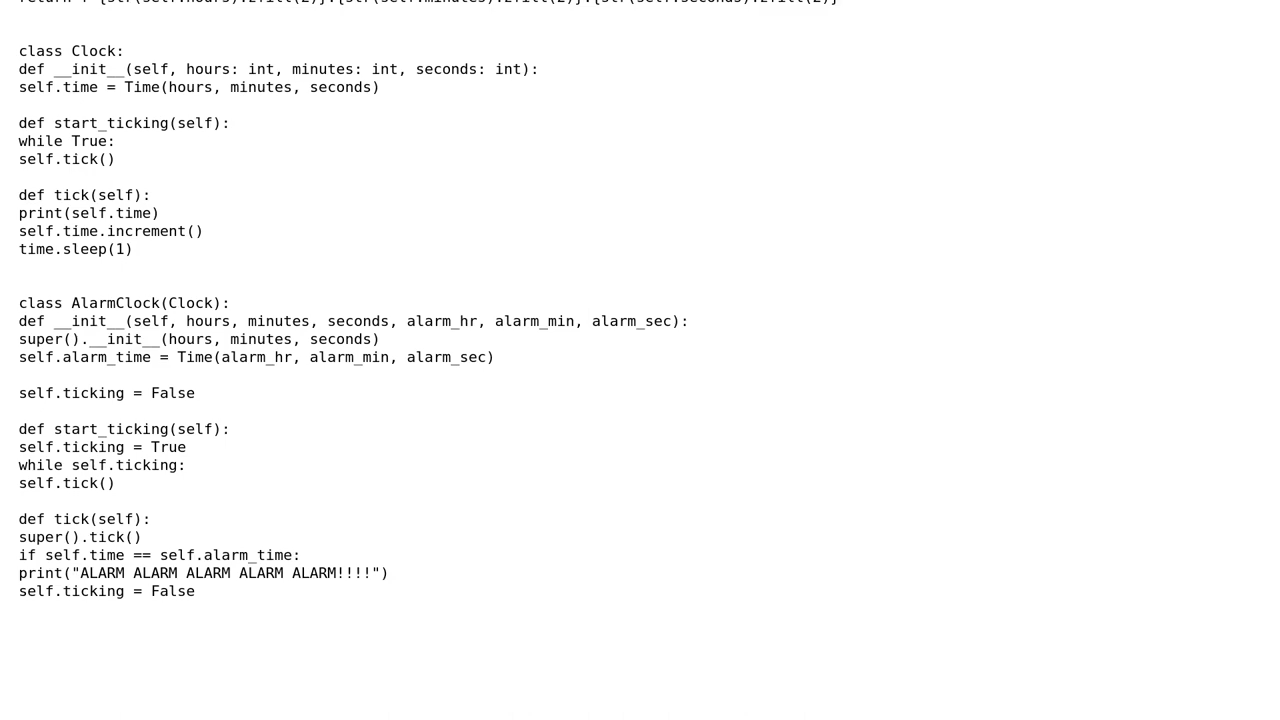 class Clock:
def __init__(self, hours: int, minutes: int, seconds: int):
self.time = Time(hours, minutes, seconds)
def start_ticking(self):
while True:
self.tick()
def tick(self):
print(self.time)
self.time.increment()
time.sleep(1)
class AlarmClock(Clock):
def __init__(self, hours, minutes, seconds, alarm_hr, alarm_min, alarm_sec):
super().__init__(hours, minutes, seconds)
self.alarm_time = Time(alarm_hr, alarm_min, alarm_sec)
self.ticking = False
def start_ticking(self):
self.ticking = True
while self.ticking:
self.tick()
def tick(self):
super().tick()
if self.time == self.alarm_time:
print("ALARM ALARM ALARM ALARM ALARM!!!!")
self.ticking = False